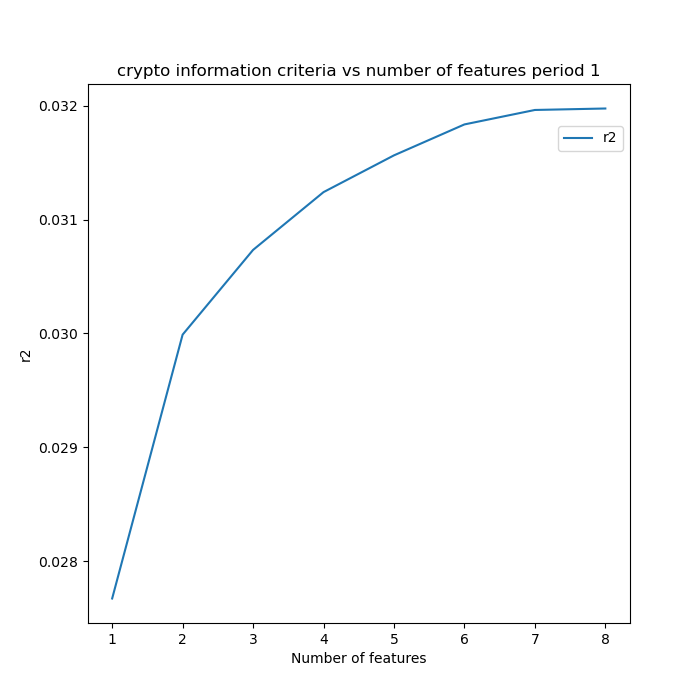 crypto information criteria vs number of features period 1
0.032
r2
0.031
0.030
r2
0.029
0.028
1 2 3 4 5 6 7 8
Number of features